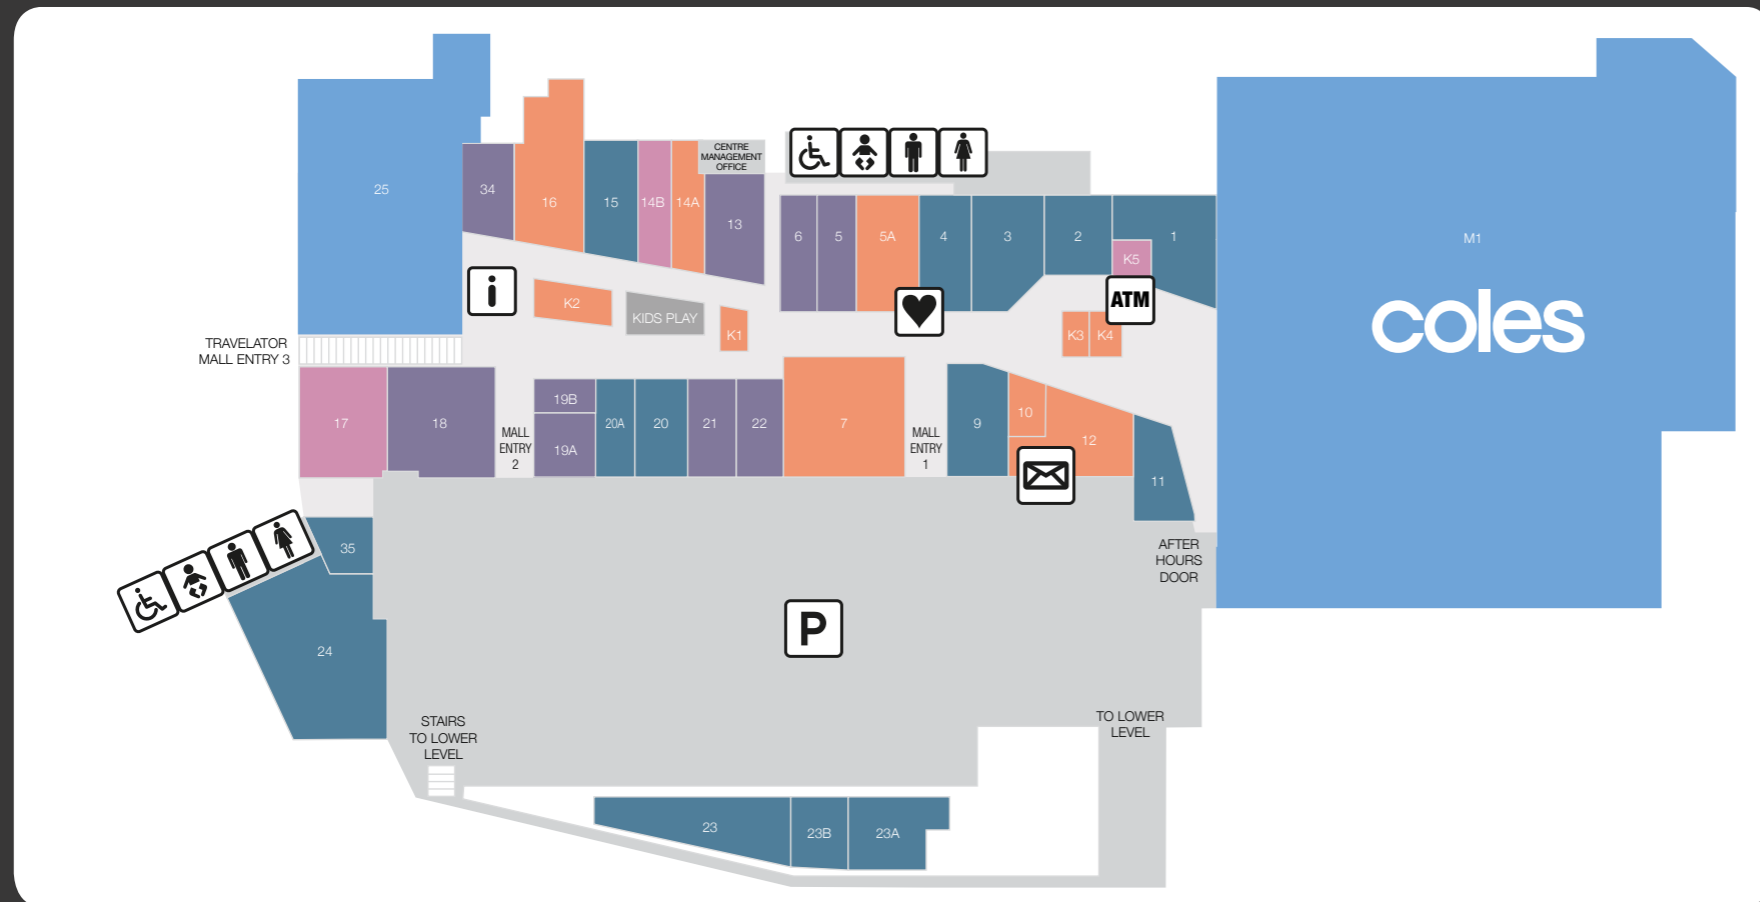 CENTRE
MANAGEMENT
OFFICE
25
34
16
15
14B
14A
13
6
5
5A
4
3
2
1
K5
M1
coles
i
ATM
K2
KIDS PLAY
K1
K3
K4
TRAVELATOR
MALL ENTRY 3
17
18
MALL
ENTRY
2
19B
19A
20A
20
21
22
7
MALL
ENTRY
1
9
10
12
11
AFTER
HOURS
DOOR
35
24
P
STAIRS
TO LOWER
LEVEL
TO LOWER
LEVEL
23
23B
23A